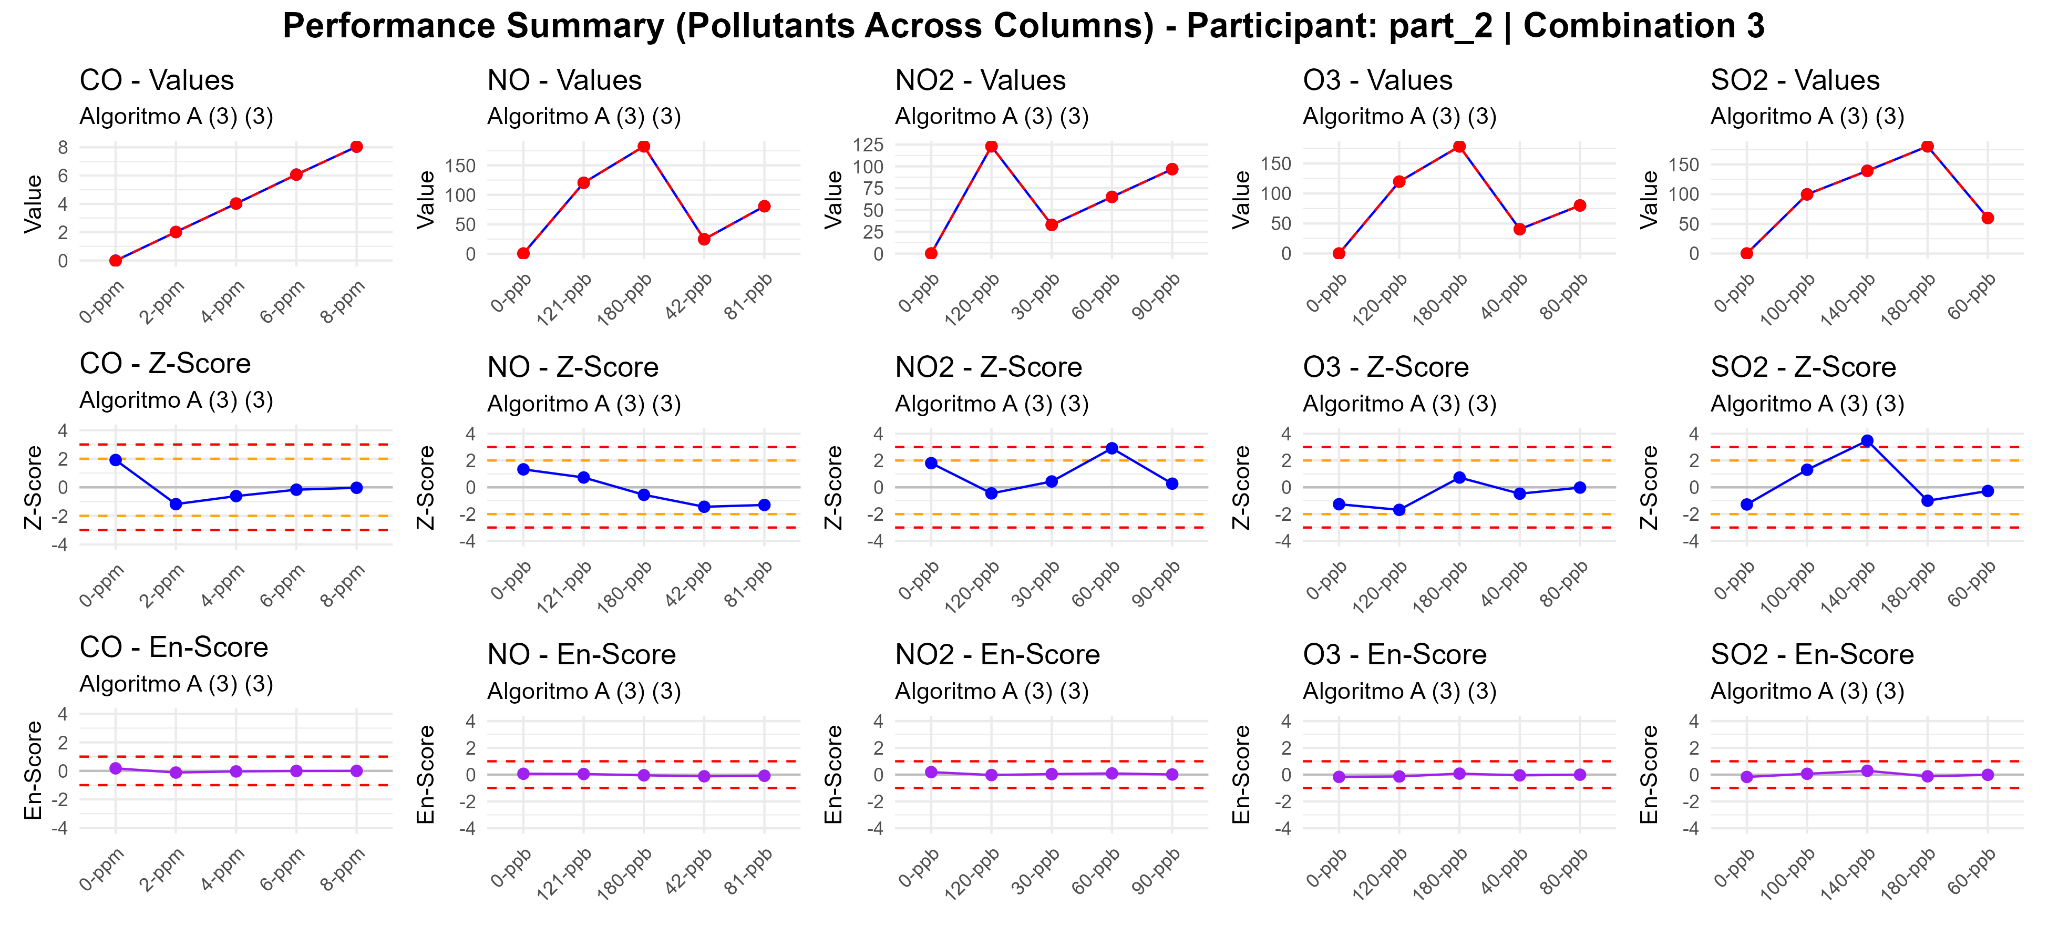 Performance Summary (Pollutants Across Columns) - Participant: part_2 | Combination 3
CO - Values
Algoritmo A (3) (3)
Value
8
6
4
2
0
0-ppm
2-ppm
4-ppm
6-ppm
8-ppm
NO - Values
Algoritmo A (3) (3)
Value
150
100
50
0
0-ppb
121-ppb
180-ppb
42-ppb
81-ppb
NO2 - Values
Algoritmo A (3) (3)
Value
125
100
75
50
25
0
0-ppb
120-ppb
30-ppb
60-ppb
90-ppb
O3 - Values
Algoritmo A (3) (3)
Value
150
100
50
0
0-ppb
120-ppb
180-ppb
40-ppb
80-ppb
SO2 - Values
Algoritmo A (3) (3)
Value
150
100
50
0
0-ppb
100-ppb
140-ppb
180-ppb
60-ppb
CO - Z-Score
Algoritmo A (3) (3)
Z-Score
4
2
0
-2
-4
0-ppm
2-ppm
4-ppm
6-ppm
8-ppm
NO - Z-Score
Algoritmo A (3) (3)
Z-Score
4
2
0
-2
-4
0-ppb
121-ppb
180-ppb
42-ppb
81-ppb
NO2 - Z-Score
Algoritmo A (3) (3)
Z-Score
4
2
0
-2
-4
0-ppb
120-ppb
30-ppb
60-ppb
90-ppb
O3 - Z-Score
Algoritmo A (3) (3)
Z-Score
4
2
0
-2
-4
0-ppb
120-ppb
180-ppb
40-ppb
80-ppb
SO2 - Z-Score
Algoritmo A (3) (3)
Z-Score
4
2
0
-2
-4
0-ppb
100-ppb
140-ppb
180-ppb
60-ppb
CO - En-Score
Algoritmo A (3) (3)
En-Score
4
2
0
-2
-4
0-ppm
2-ppm
4-ppm
6-ppm
8-ppm
NO - En-Score
Algoritmo A (3) (3)
En-Score
4
2
0
-2
-4
0-ppb
121-ppb
180-ppb
42-ppb
81-ppb
NO2 - En-Score
Algoritmo A (3) (3)
En-Score
4
2
0
-2
-4
0-ppb
120-ppb
30-ppb
60-ppb
90-ppb
O3 - En-Score
Algoritmo A (3) (3)
En-Score
4
2
0
-2
-4
0-ppb
120-ppb
180-ppb
40-ppb
80-ppb
SO2 - En-Score
Algoritmo A (3) (3)
En-Score
4
2
0
-2
-4
0-ppb
100-ppb
140-ppb
180-ppb
60-ppb